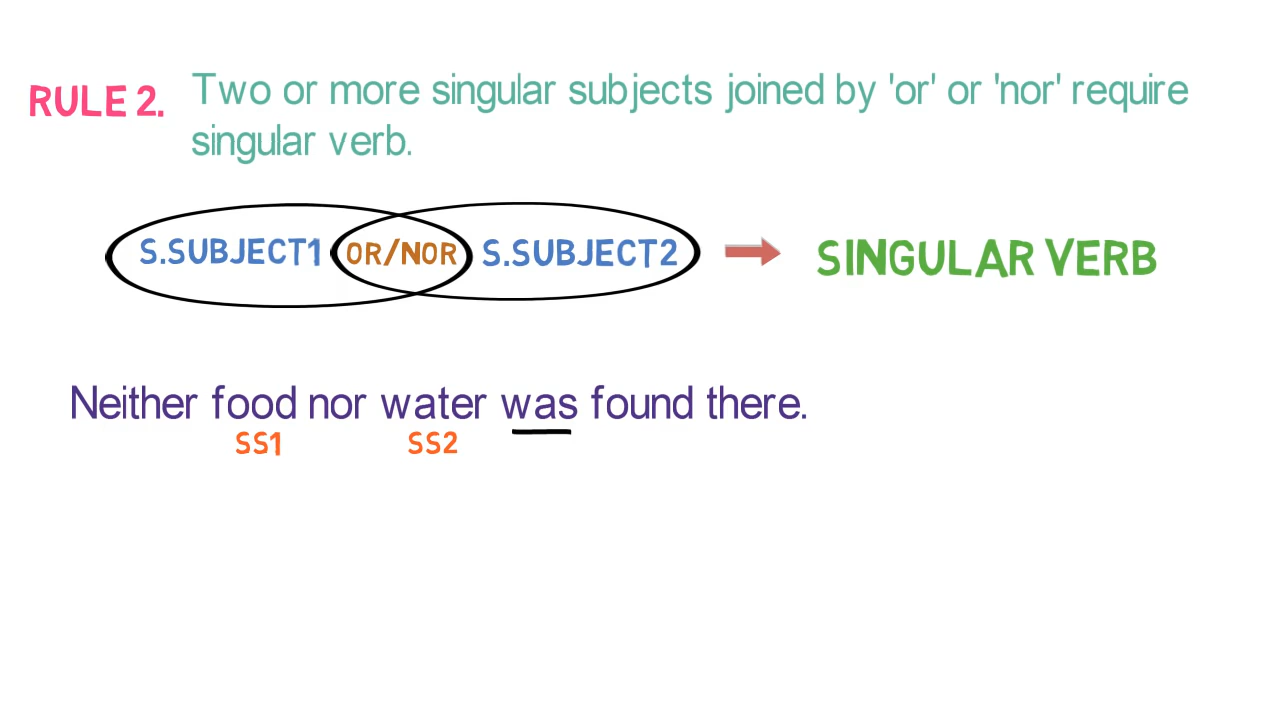 RULE 2. Two or more singular subjects joined by 'or' or 'nor' require
singular verb.
S.SUBJECT1 OR/NOR S.SUBJECT2 SINGULAR VERB
Neither food nor water was found there.
SS1 SS2